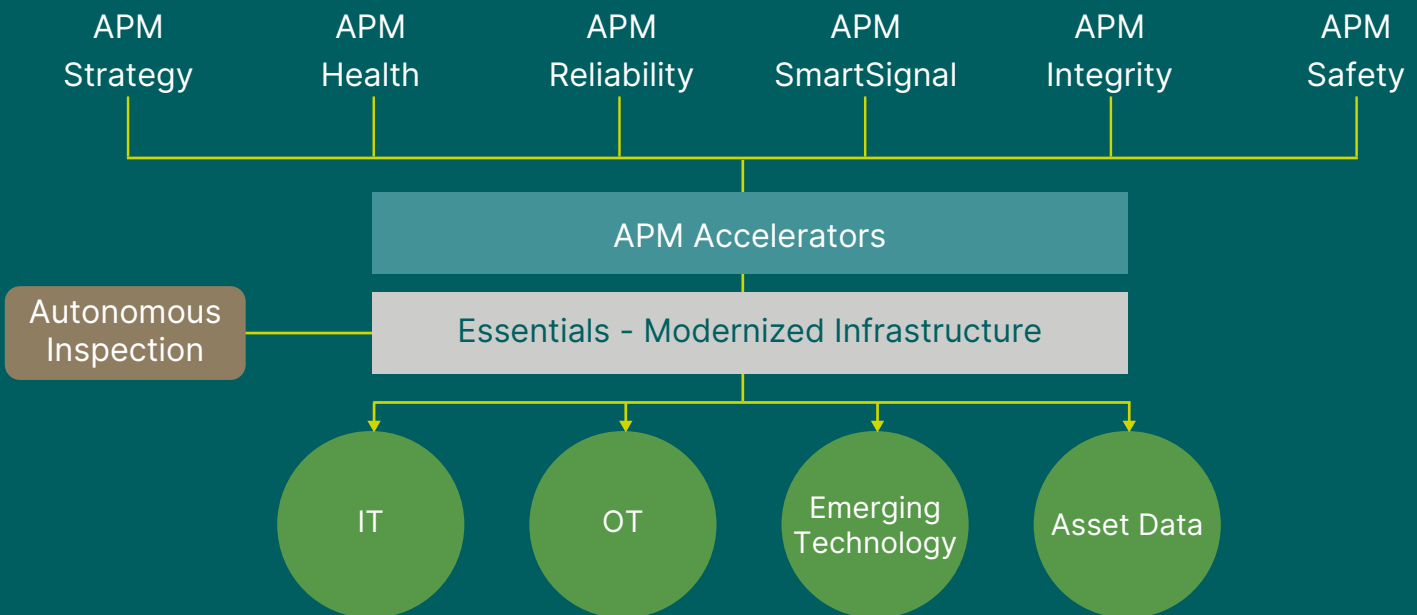 APM
Strategy
APM
Health
APM
Reliability
APM
SmartSignal
APM
Integrity
APM
Safety
APM Accelerators
Autonomous
Inspection
Essentials - Modernized Infrastructure
IT
OT
Emerging
Technology
Asset Data